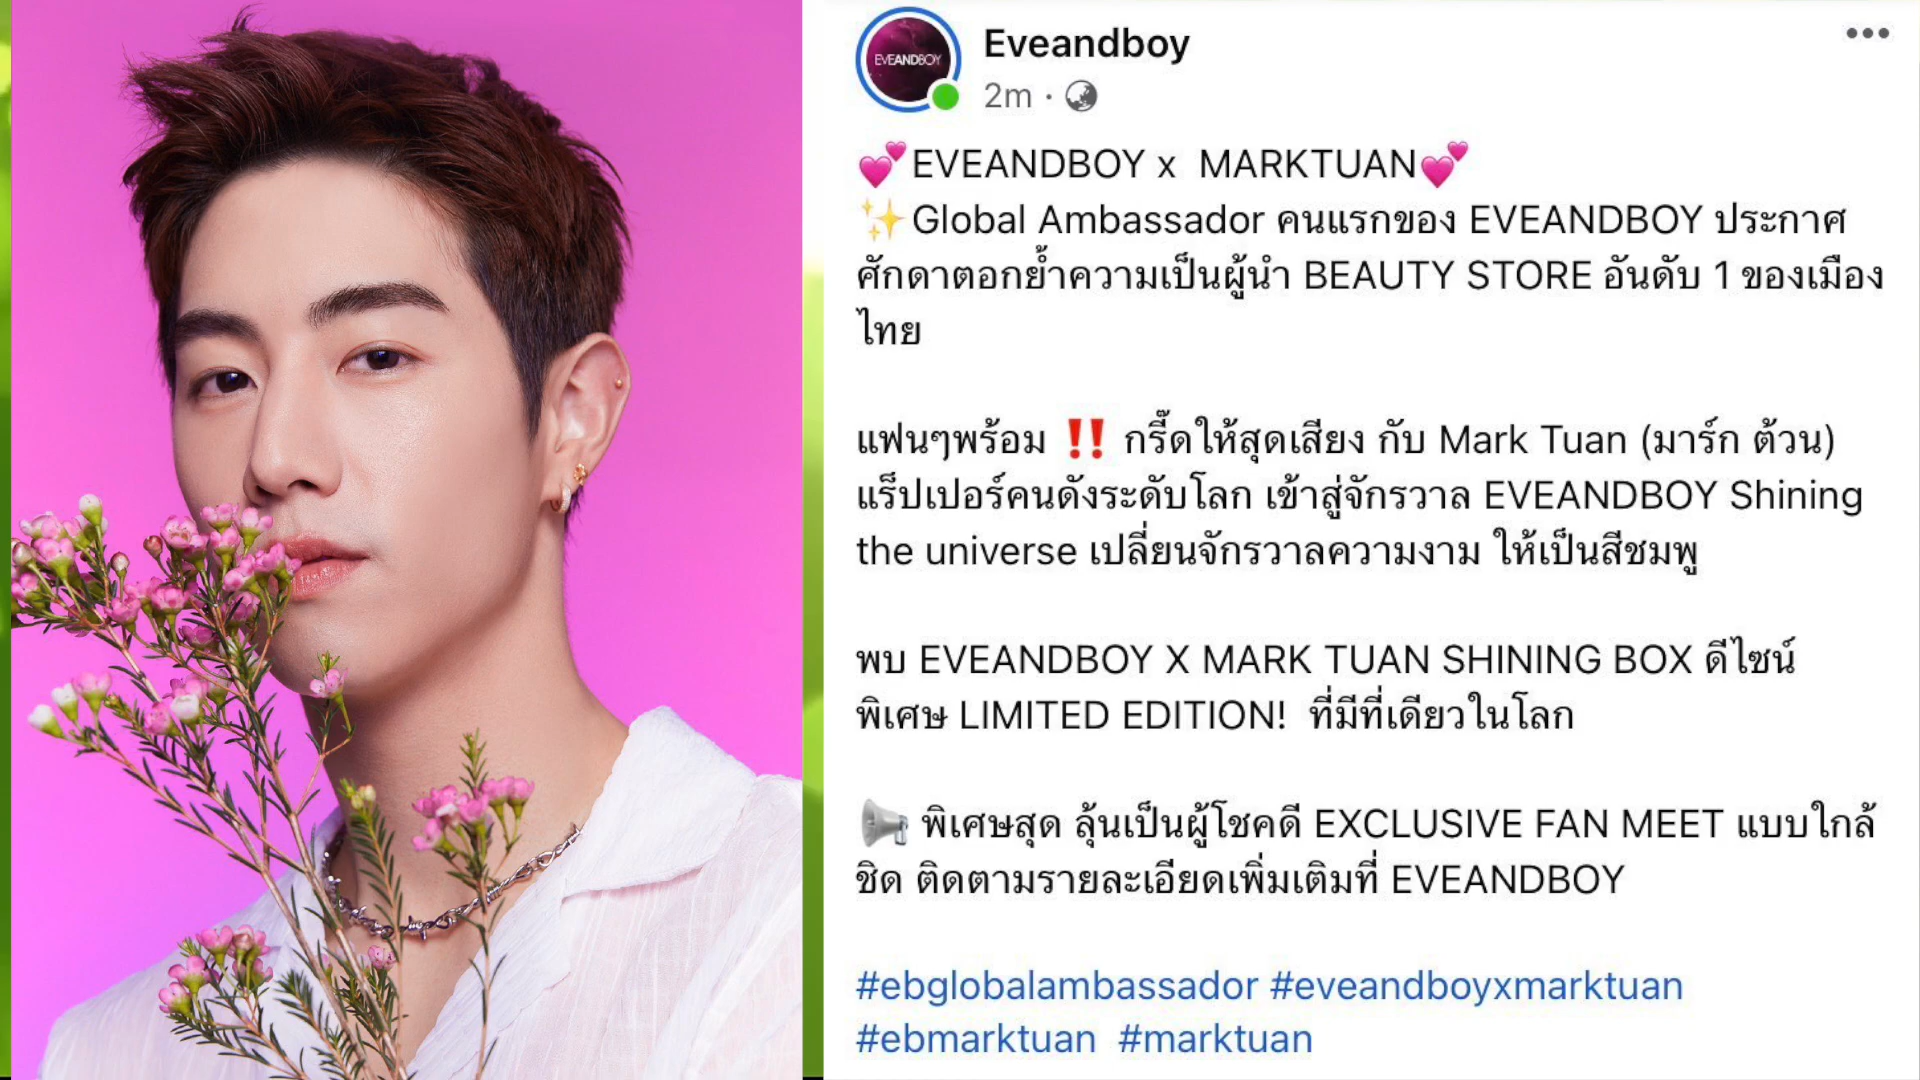 EVEANDBOY
Eveandboy
2m ·
💕EVEANDBOY x MARKTUAN💕
✨Global Ambassador คนแรกของ EVEANDBOY ประกาศ
ศักดาตอกย้ำความเป็นผู้นำ BEAUTY STORE อันดับ 1 ของเมือง
ไทย
แฟนๆพร้อม ‼️ กรี๊ดให้สุดเสียง กับ Mark Tuan (มาร์ก ต้วน)
แร็ปเปอร์คนดังระดับโลก เข้าสู่จักรวาล EVEANDBOY Shining
the universe เปลี่ยนจักรวาลความงาม ให้เป็นสีชมพู
พบ EVEANDBOY X MARK TUAN SHINING BOX ดีไซน์
พิเศษ LIMITED EDITION! ที่มีที่เดียวในโลก
📢 พิเศษสุด ลุ้นเป็นผู้โชคดี EXCLUSIVE FAN MEET แบบใกล้
ชิด ติดตามรายละเอียดเพิ่มเติมที่ EVEANDBOY
#ebglobalambassador #eveandboyxmarktuan
#ebmarktuan #marktuan